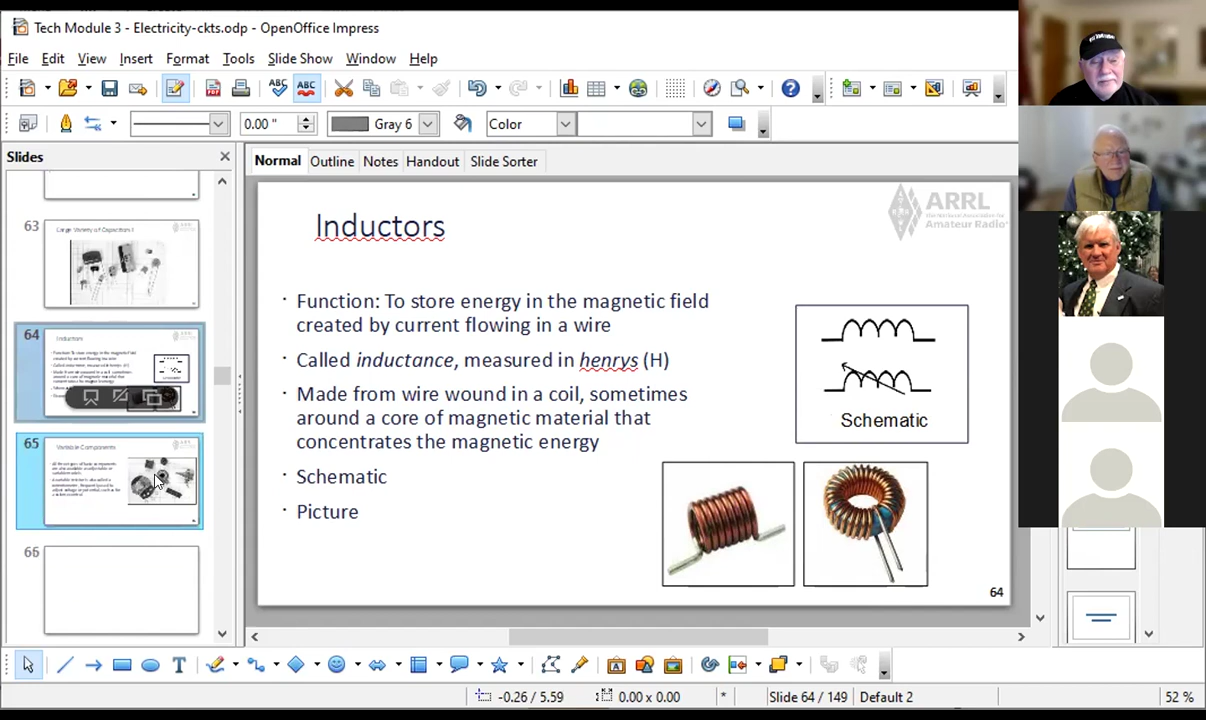 Tech Module 3 - Electricity-ckts.odp - OpenOffice Impress
File Edit View Insert Format Tools Slide Show Window Help
0.00 " Gray 6 Color
Slides
Normal Outline Notes Handout Slide Sorter
63
Large Variety of Capacitors !
64
Inductors
65
Variable Components
66
ARRL
The National Association for
Amateur Radio
Inductors
· Function: To store energy in the magnetic field
created by current flowing in a wire
· Called inductance, measured in henrys (H)
· Made from wire wound in a coil, sometimes
around a core of magnetic material that
concentrates the magnetic energy
· Schematic
· Picture
Schematic
64
-0.26 / 5.59 0.00 x 0.00 * Slide 64 / 149 Default 2 52 %